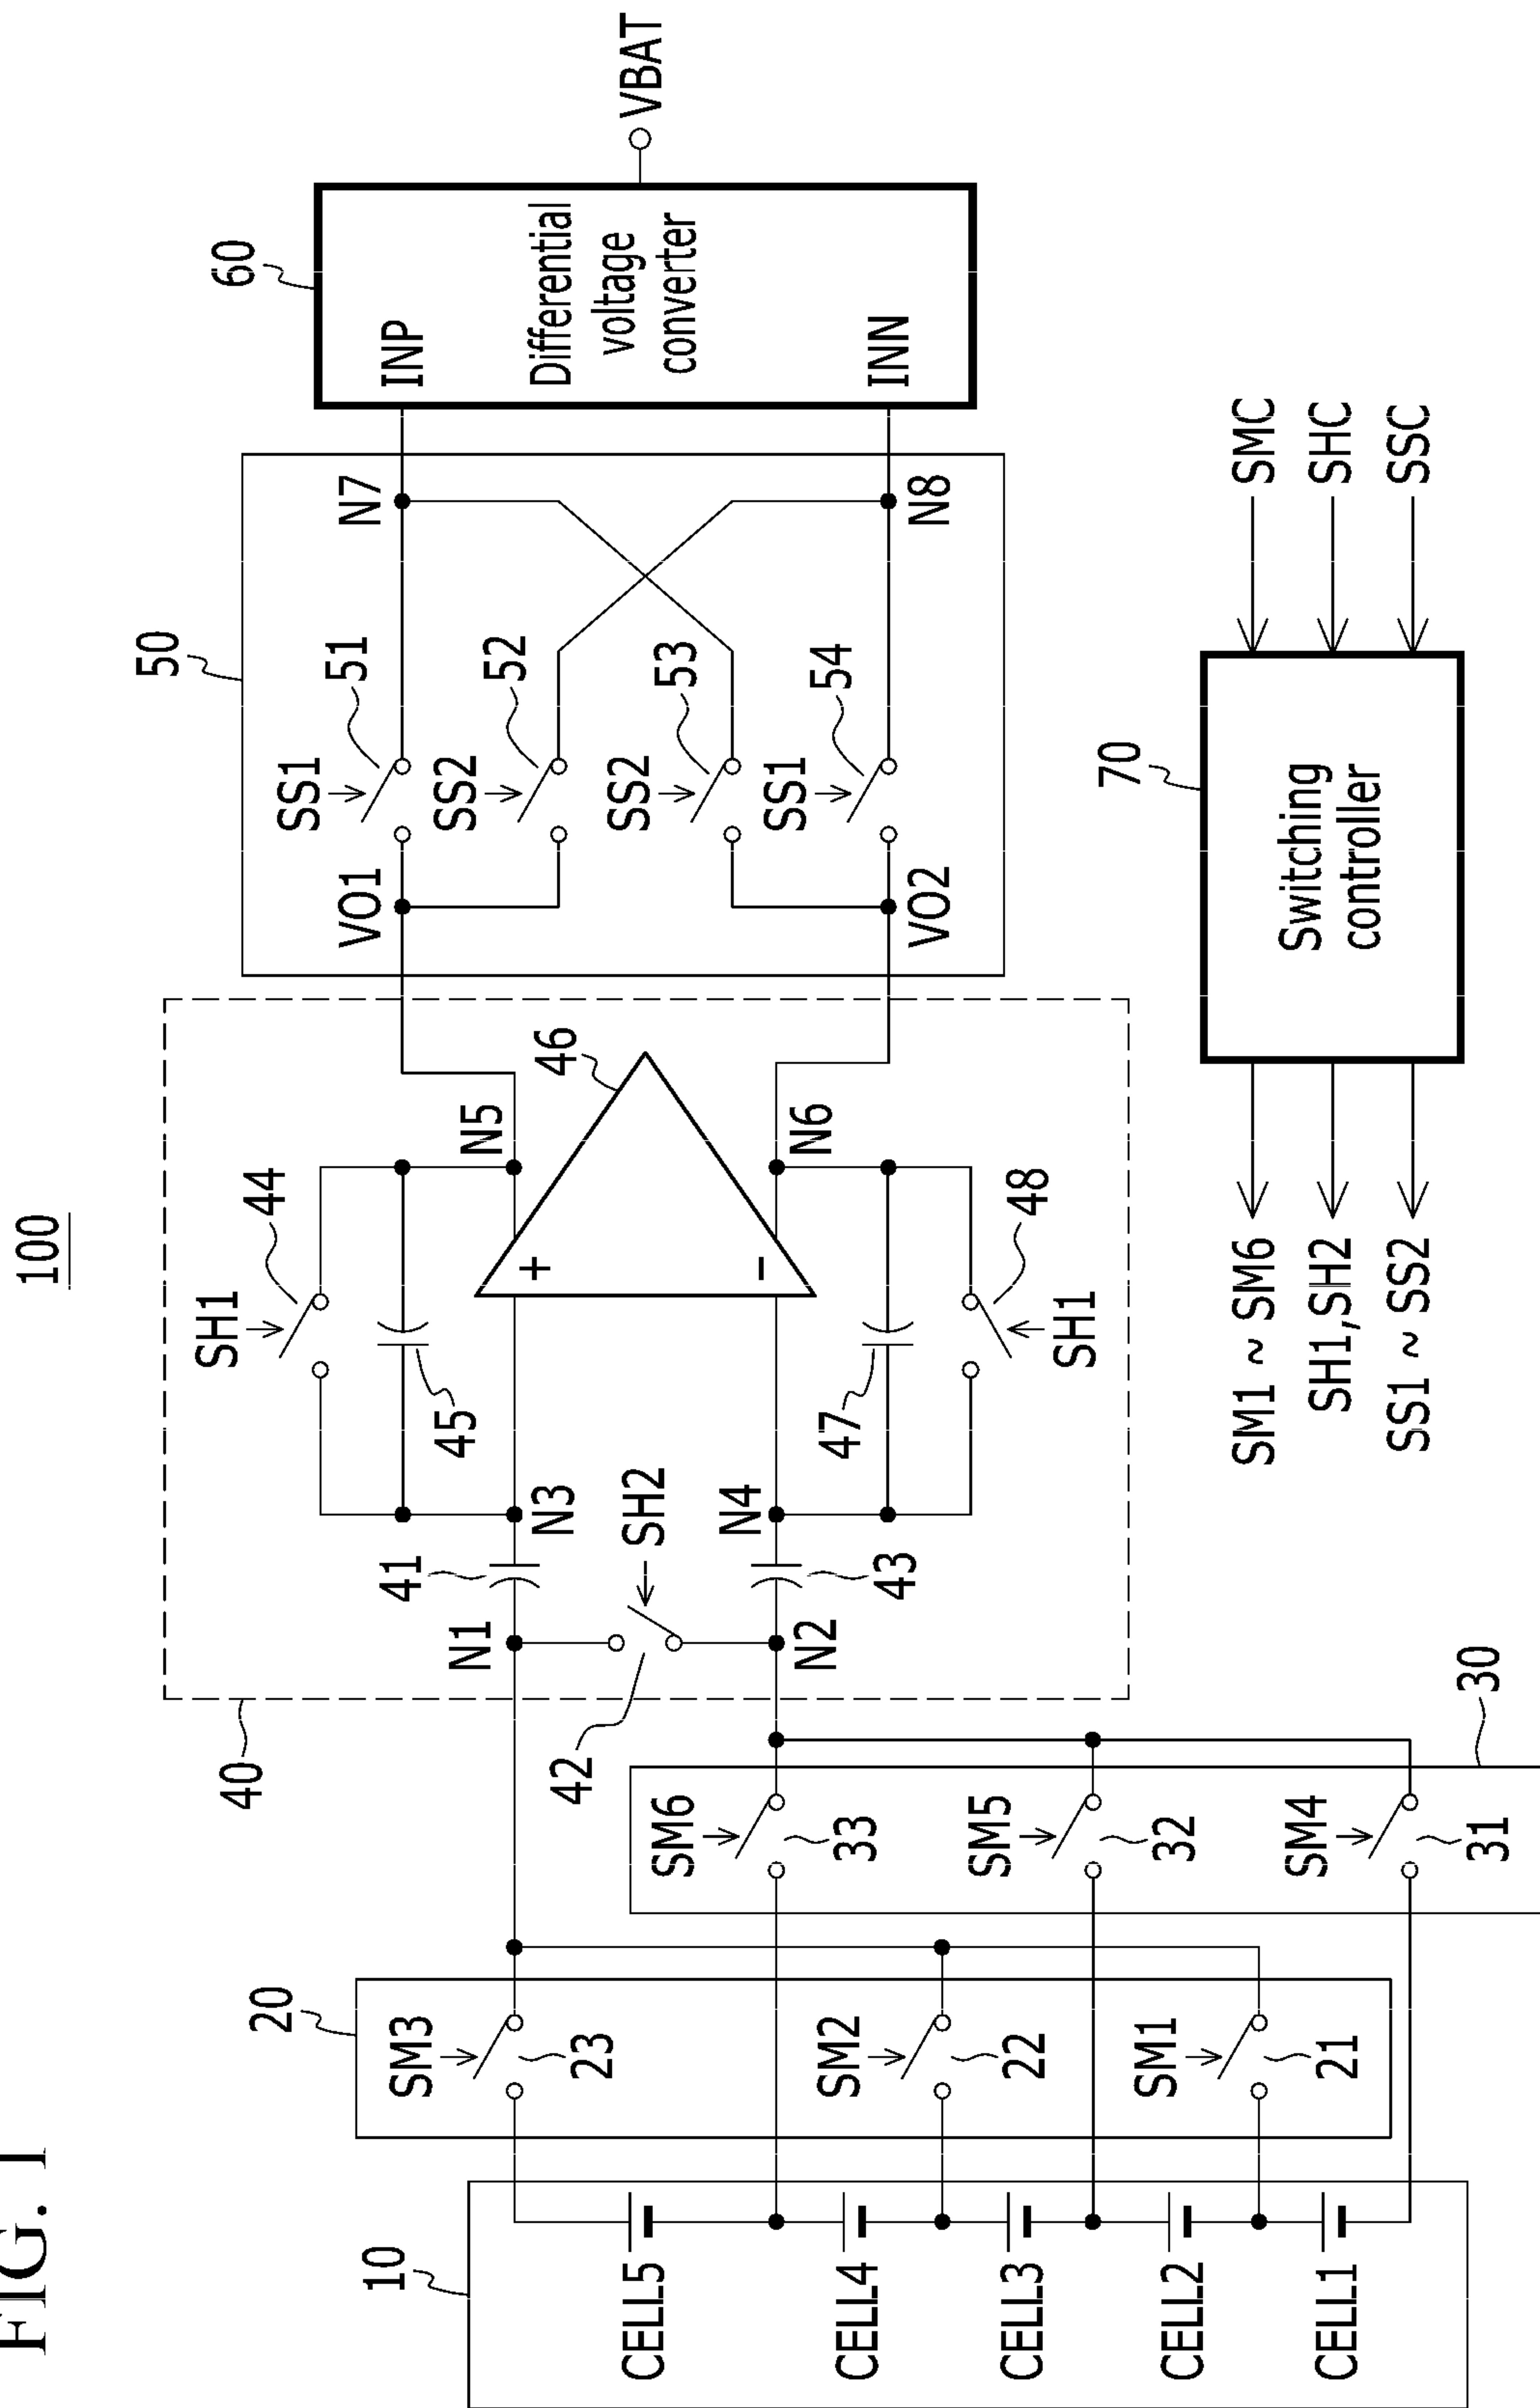 FIG. 1
100
10
CELL5
CELL4
CELL3
CELL2
CELL1
20
SM3
23
SM2
22
SM1
21
30
SM6
33
SM5
32
SM4
31
40
N1
42
N2
SH2
41
43
N3
N4
SH1
44
45
46
+
-
N5
N6
47
48
SH1
50
VO1
VO2
SS1
51
SS2
52
SS2
53
SS1
54
N7
N8
60
INP
Differential
voltage
converter
INN
VBAT
70
Switching
controller
SMC
SHC
SSC
SM1 ~ SM6
SH1,SH2
SS1 ~ SS2